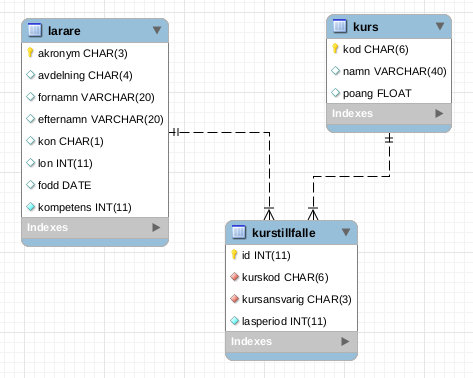 larare
akronym CHAR(3)
avdelning CHAR(4)
fornamn VARCHAR(20)
efternamn VARCHAR(20)
kon CHAR(1)
lon INT(11)
fodd DATE
kompetens INT(11)
Indexes
kurs
kod CHAR(6)
namn VARCHAR(40)
poang FLOAT
Indexes
kurstillfalle
id INT(11)
kurskod CHAR(6)
kursansvarig CHAR(3)
lasperiod INT(11)
Indexes